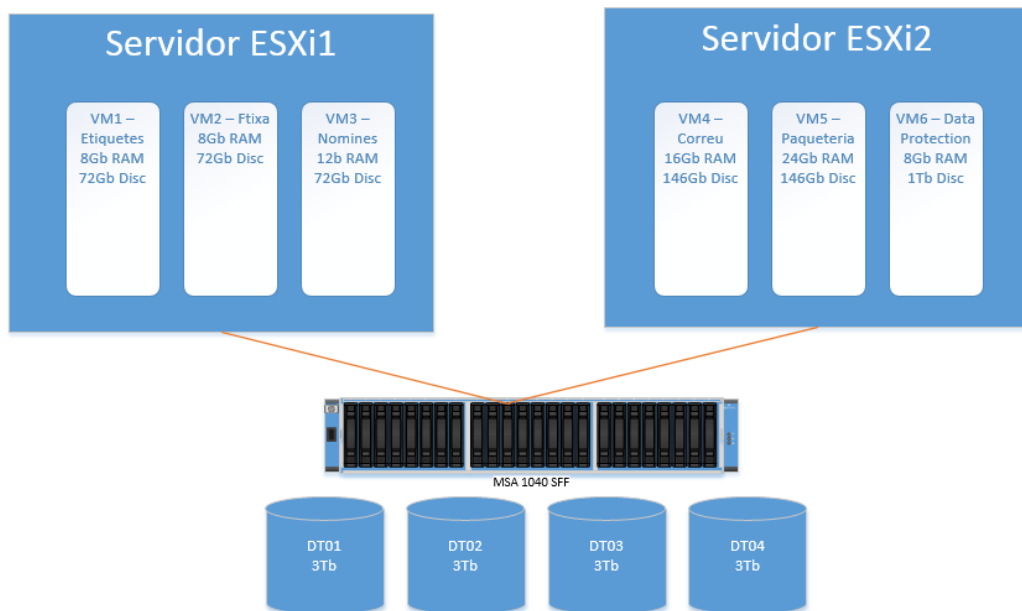 Servidor ESXi1
VM1 –
Etiquetes
8Gb RAM
72Gb Disc
VM2 – Ftixa
8Gb RAM
72Gb Disc
VM3 –
Nomines
12b RAM
72Gb Disc
Servidor ESXi2
VM4 –
Correu
16Gb RAM
146Gb Disc
VM5 –
Paqueteria
24Gb RAM
146Gb Disc
VM6 – Data
Protection
8Gb RAM
1Tb Disc
MSA 1040 SFF
DT01
3Tb
DT02
3Tb
DT03
3Tb
DT04
3Tb